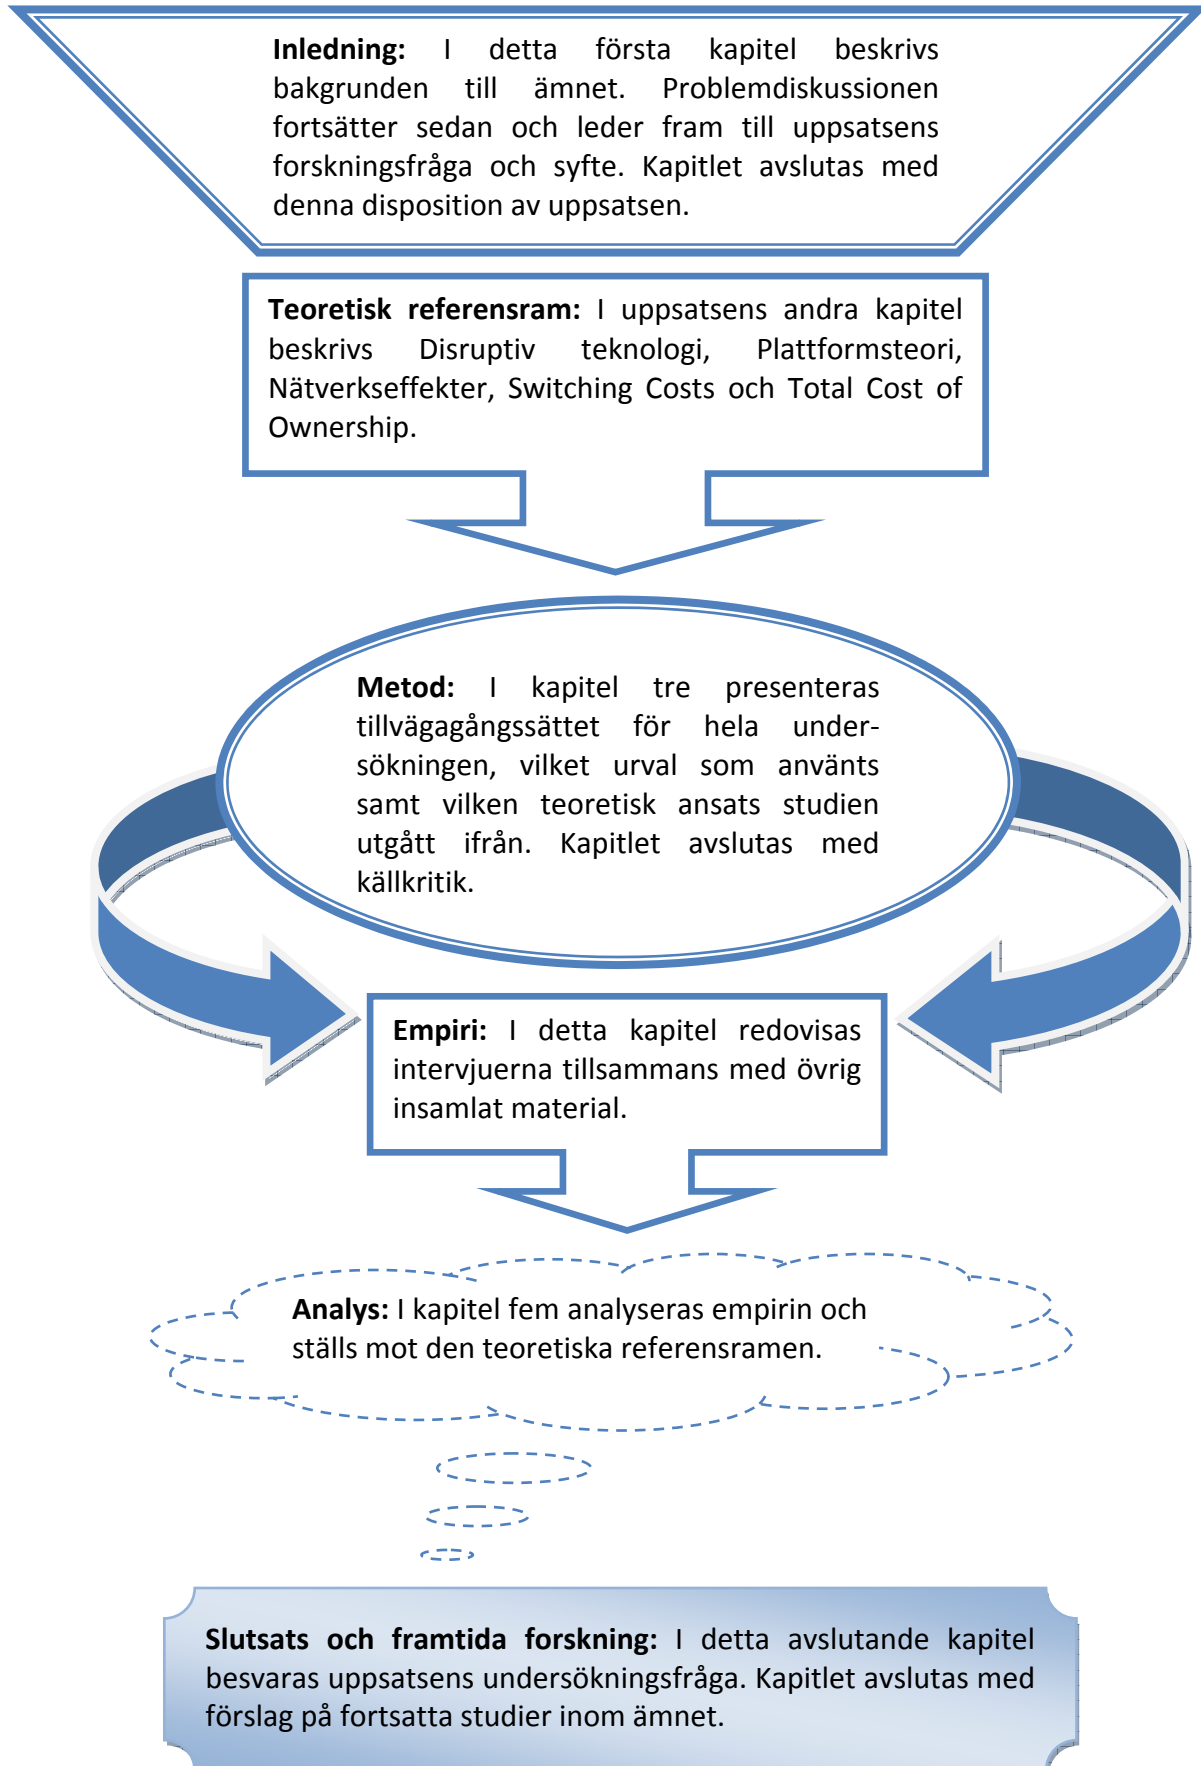 Inledning: I detta första kapitel beskrivs
bakgrunden till ämnet. Problemdiskussionen
fortsätter sedan och leder fram till uppsatsens
forskningsfråga och syfte. Kapitlet avslutas med
denna disposition av uppsatsen.
Teoretisk referensram: I uppsatsens andra kapitel
beskrivs Disruptiv teknologi, Plattformsteori,
Nätverkseffekter, Switching Costs och Total Cost of
Ownership.
Metod: I kapitel tre presenteras
tillvägagångssättet för hela under-
sökningen, vilket urval som använts
samt vilken teoretisk ansats studien
utgått ifrån. Kapitlet avslutas med
källkritik.
Empiri: I detta kapitel redovisas
intervjuerna tillsammans med övrig
insamlat material.
Analys: I kapitel fem analyseras empirin och
ställs mot den teoretiska referensramen.
Slutsats och framtida forskning: I detta avslutande kapitel
besvaras uppsatsens undersökningsfråga. Kapitlet avslutas med
förslag på fortsatta studier inom ämnet.